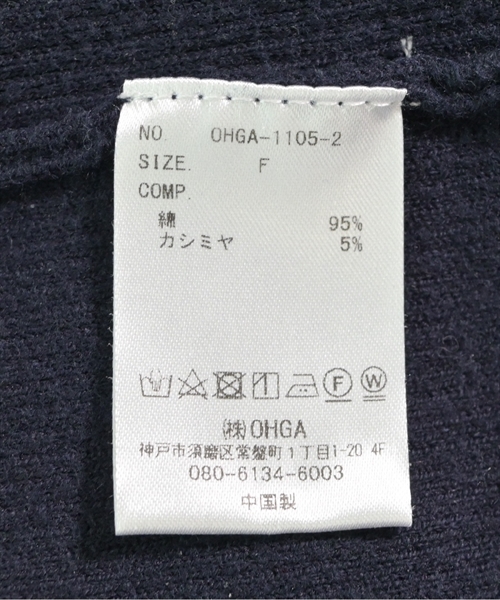 NO. OHGA-1105-2
SIZE. F
COMP.
綿 95%
カシミヤ 5%
F W
㈱OHGA
神戸市須磨区常盤町1丁目1-20 4F
080-6134-6003
中国製